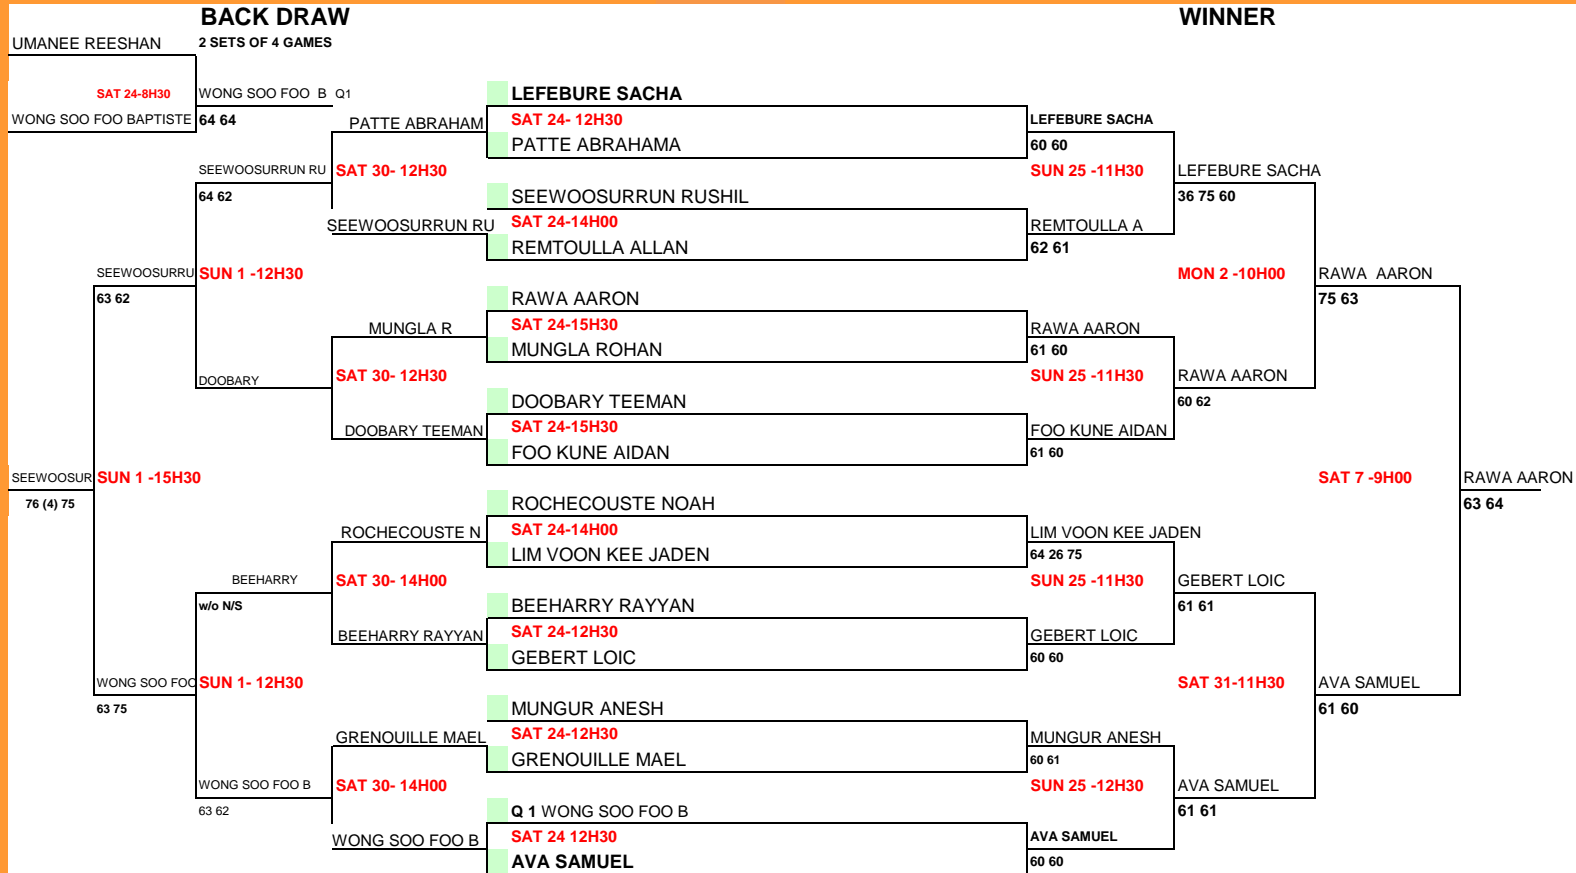 BACK DRAW
WINNER
UMANEE REESHAN
2 SETS OF 4 GAMES
SAT 24-8H30
WONG SOO FOO B Q1
LEFEBURE SACHA
WONG SOO FOO BAPTISTE
64 64
PATTE ABRAHAM
SAT 24- 12H30
LEFEBURE SACHA
PATTE ABRAHAMA
60 60
SEEWOOSURRUN RU
SAT 30- 12H30
SUN 25 -11H30
LEFEBURE SACHA
64 62
SEEWOOSURRUN RUSHIL
36 75 60
SEEWOOSURRUN RU
SAT 24-14H00
REMTOULLA A
REMTOULLA ALLAN
62 61
SEEWOOSURRU
SUN 1 -12H30
MON 2 -10H00
RAWA AARON
63 62
RAWA AARON
75 63
MUNGLA R
SAT 24-15H30
RAWA AARON
MUNGLA ROHAN
61 60
DOOBARY
SAT 30- 12H30
SUN 25 -11H30
RAWA AARON
DOOBARY TEEMAN
60 62
DOOBARY TEEMAN
SAT 24-15H30
FOO KUNE AIDAN
FOO KUNE AIDAN
61 60
SEEWOOSUR
SUN 1 -15H30
SAT 7 -9H00
RAWA AARON
76 (4) 75
ROCHECOUSTE NOAH
63 64
ROCHECOUSTE N
SAT 24-14H00
LIM VOON KEE JADEN
LIM VOON KEE JADEN
64 26 75
BEEHARRY
SAT 30- 14H00
SUN 25 -11H30
GEBERT LOIC
w/o N/S
BEEHARRY RAYYAN
61 61
BEEHARRY RAYYAN
SAT 24-12H30
GEBERT LOIC
GEBERT LOIC
60 60
WONG SOO FOO
SUN 1- 12H30
SAT 31-11H30
AVA SAMUEL
63 75
MUNGUR ANESH
61 60
GRENOUILLE MAEL
SAT 24-12H30
MUNGUR ANESH
GRENOUILLE MAEL
60 61
WONG SOO FOO B
SAT 30- 14H00
SUN 25 -12H30
AVA SAMUEL
63 62
Q 1 WONG SOO FOO B
61 61
WONG SOO FOO B
SAT 24 12H30
AVA SAMUEL
AVA SAMUEL
60 60